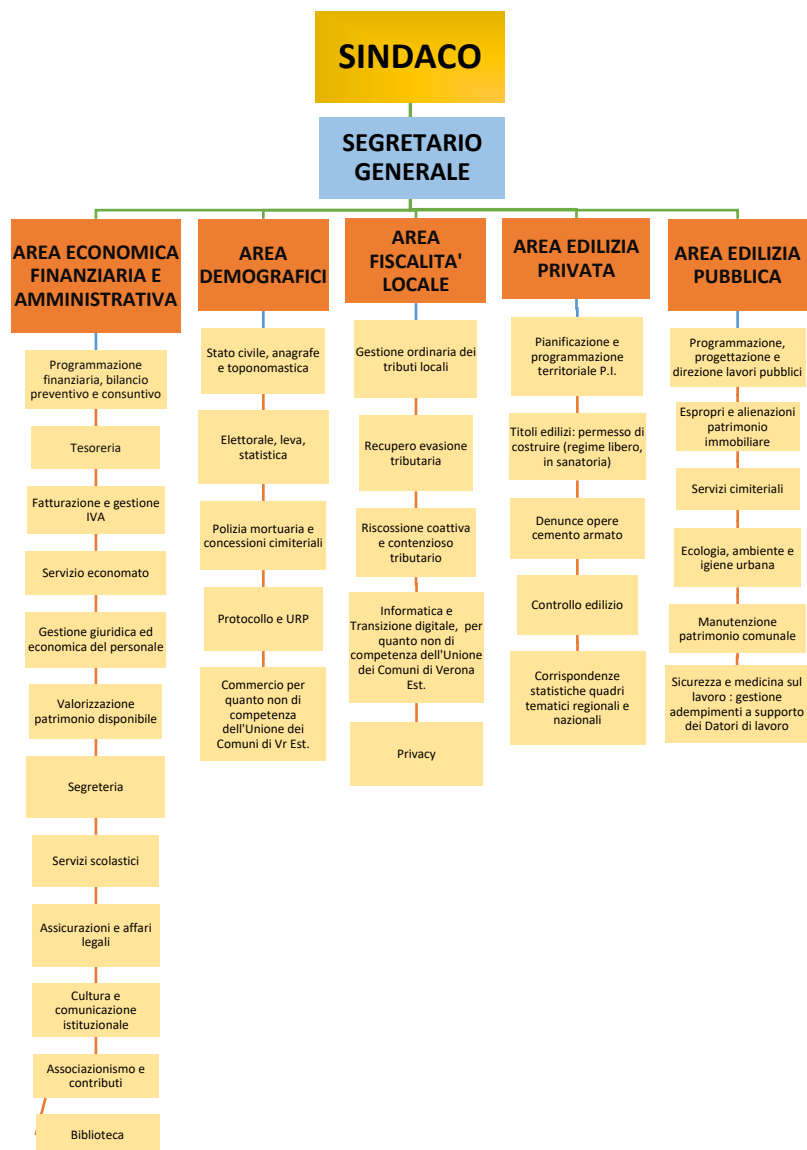 SINDACO
SEGRETARIO
GENERALE
AREA ECONOMICA
FINANZIARIA E
AMMINISTRATIVA
Programmazione
finanziaria, bilancio
preventivo e consuntivo
Tesoreria
Fatturazione e gestione
IVA
Servizio economato
Gestione giuridica ed
economica del personale
Valorizzazione
patrimonio disponibile
Segreteria
Servizi scolastici
Assicurazioni e affari
legali
Cultura e
comunicazione
istituzionale
Associazionismo e
contributi
Biblioteca
AREA
DEMOGRAFICI
Stato civile, anagrafe
e toponomastica
Elettorale, leva,
statistica
Polizia mortuaria e
concessioni cimiteriali
Protocollo e URP
Commercio per
quanto non di
competenza
dell'Unione dei
Comuni di Vr Est.
AREA
FISCALITA'
LOCALE
Gestione ordinaria dei
tributi locali
Recupero evasione
tributaria
Riscossione coattiva
e contenzioso
tributario
Informatica e
Transizione digitale, per
quanto non di
competenza dell'Unione
dei Comuni di Verona
Est.
Privacy
AREA EDILIZIA
PRIVATA
Pianificazione e
programmazione
territoriale P.I.
Titoli edilizi: permesso di
costruire (regime libero,
in sanatoria)
Denunce opere
cemento armato
Controllo edilizio
Corrispondenze
statistiche quadri
tematici regionali e
nazionali
AREA EDILIZIA
PUBBLICA
Programmazione,
progettazione e
direzione lavori pubblici
Espropri e alienazioni
patrimonio
immobiliare
Servizi cimiteriali
Ecologia, ambiente e
igiene urbana
Manutenzione
patrimonio comunale
Sicurezza e medicina sul
lavoro : gestione
adempimenti a supporto
dei Datori di lavoro